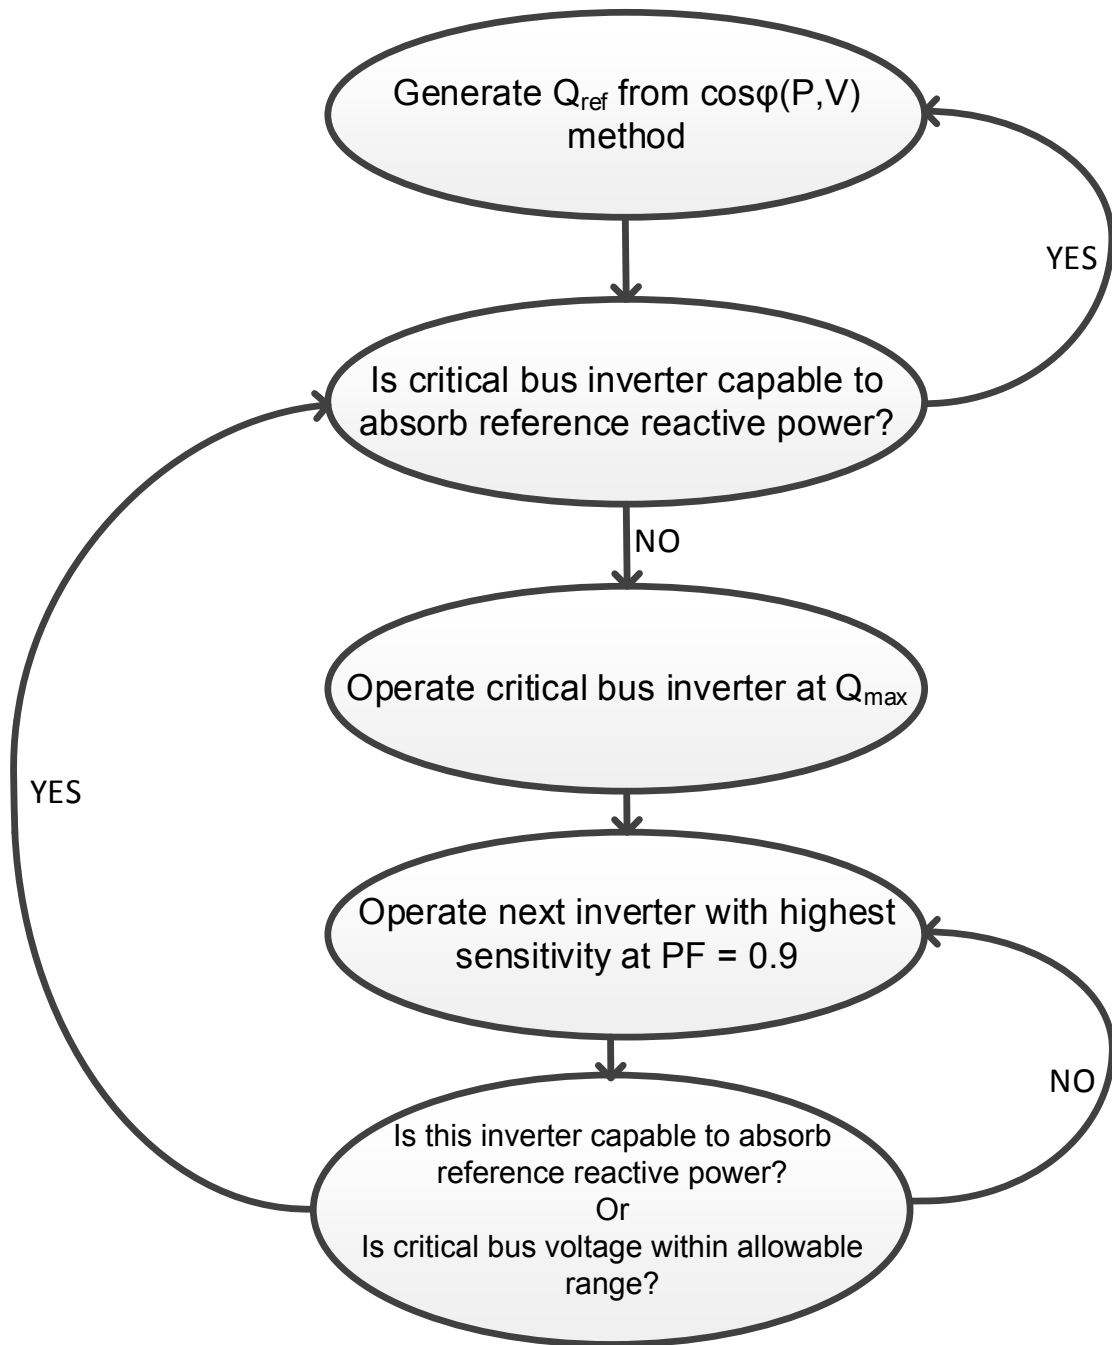 Generate Qref from cosφ(P,V)
method
YES
Is critical bus inverter capable to
absorb reference reactive power?
NO
Operate critical bus inverter at Qmax
YES
Operate next inverter with highest
sensitivity at PF = 0.9
NO
Is this inverter capable to absorb
reference reactive power?
Or
Is critical bus voltage within allowable
range?